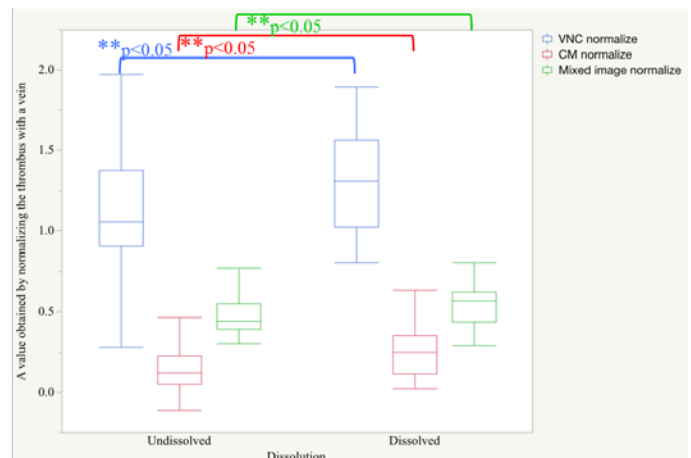 **p<0.05
**p<0.05
**p<0.05
VNC normalize
CM normalize
Mixed image normalize
A value obtained by normalizing the thrombus with a vein
2.0
1.5
1.0
0.5
0.0
Undissolved
Dissolved
Dissolution